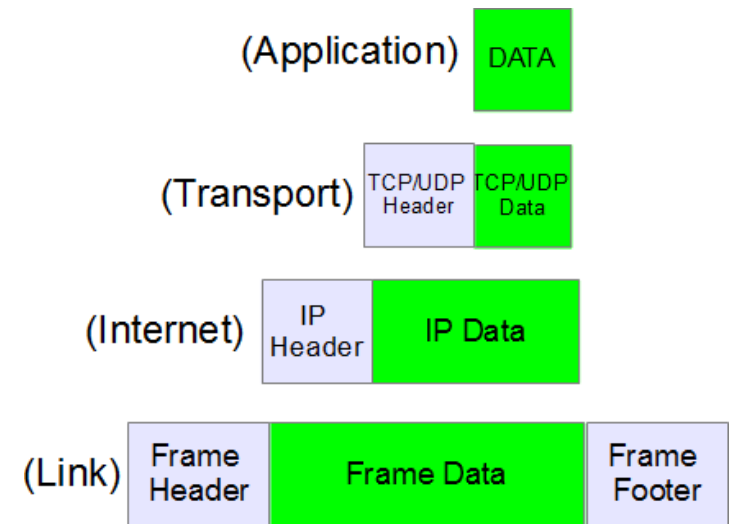 (Application) DATA
(Transport) TCP/UDP Header TCP/UDP Data
(Internet) IP Header IP Data
(Link) Frame Header Frame Data Frame Footer